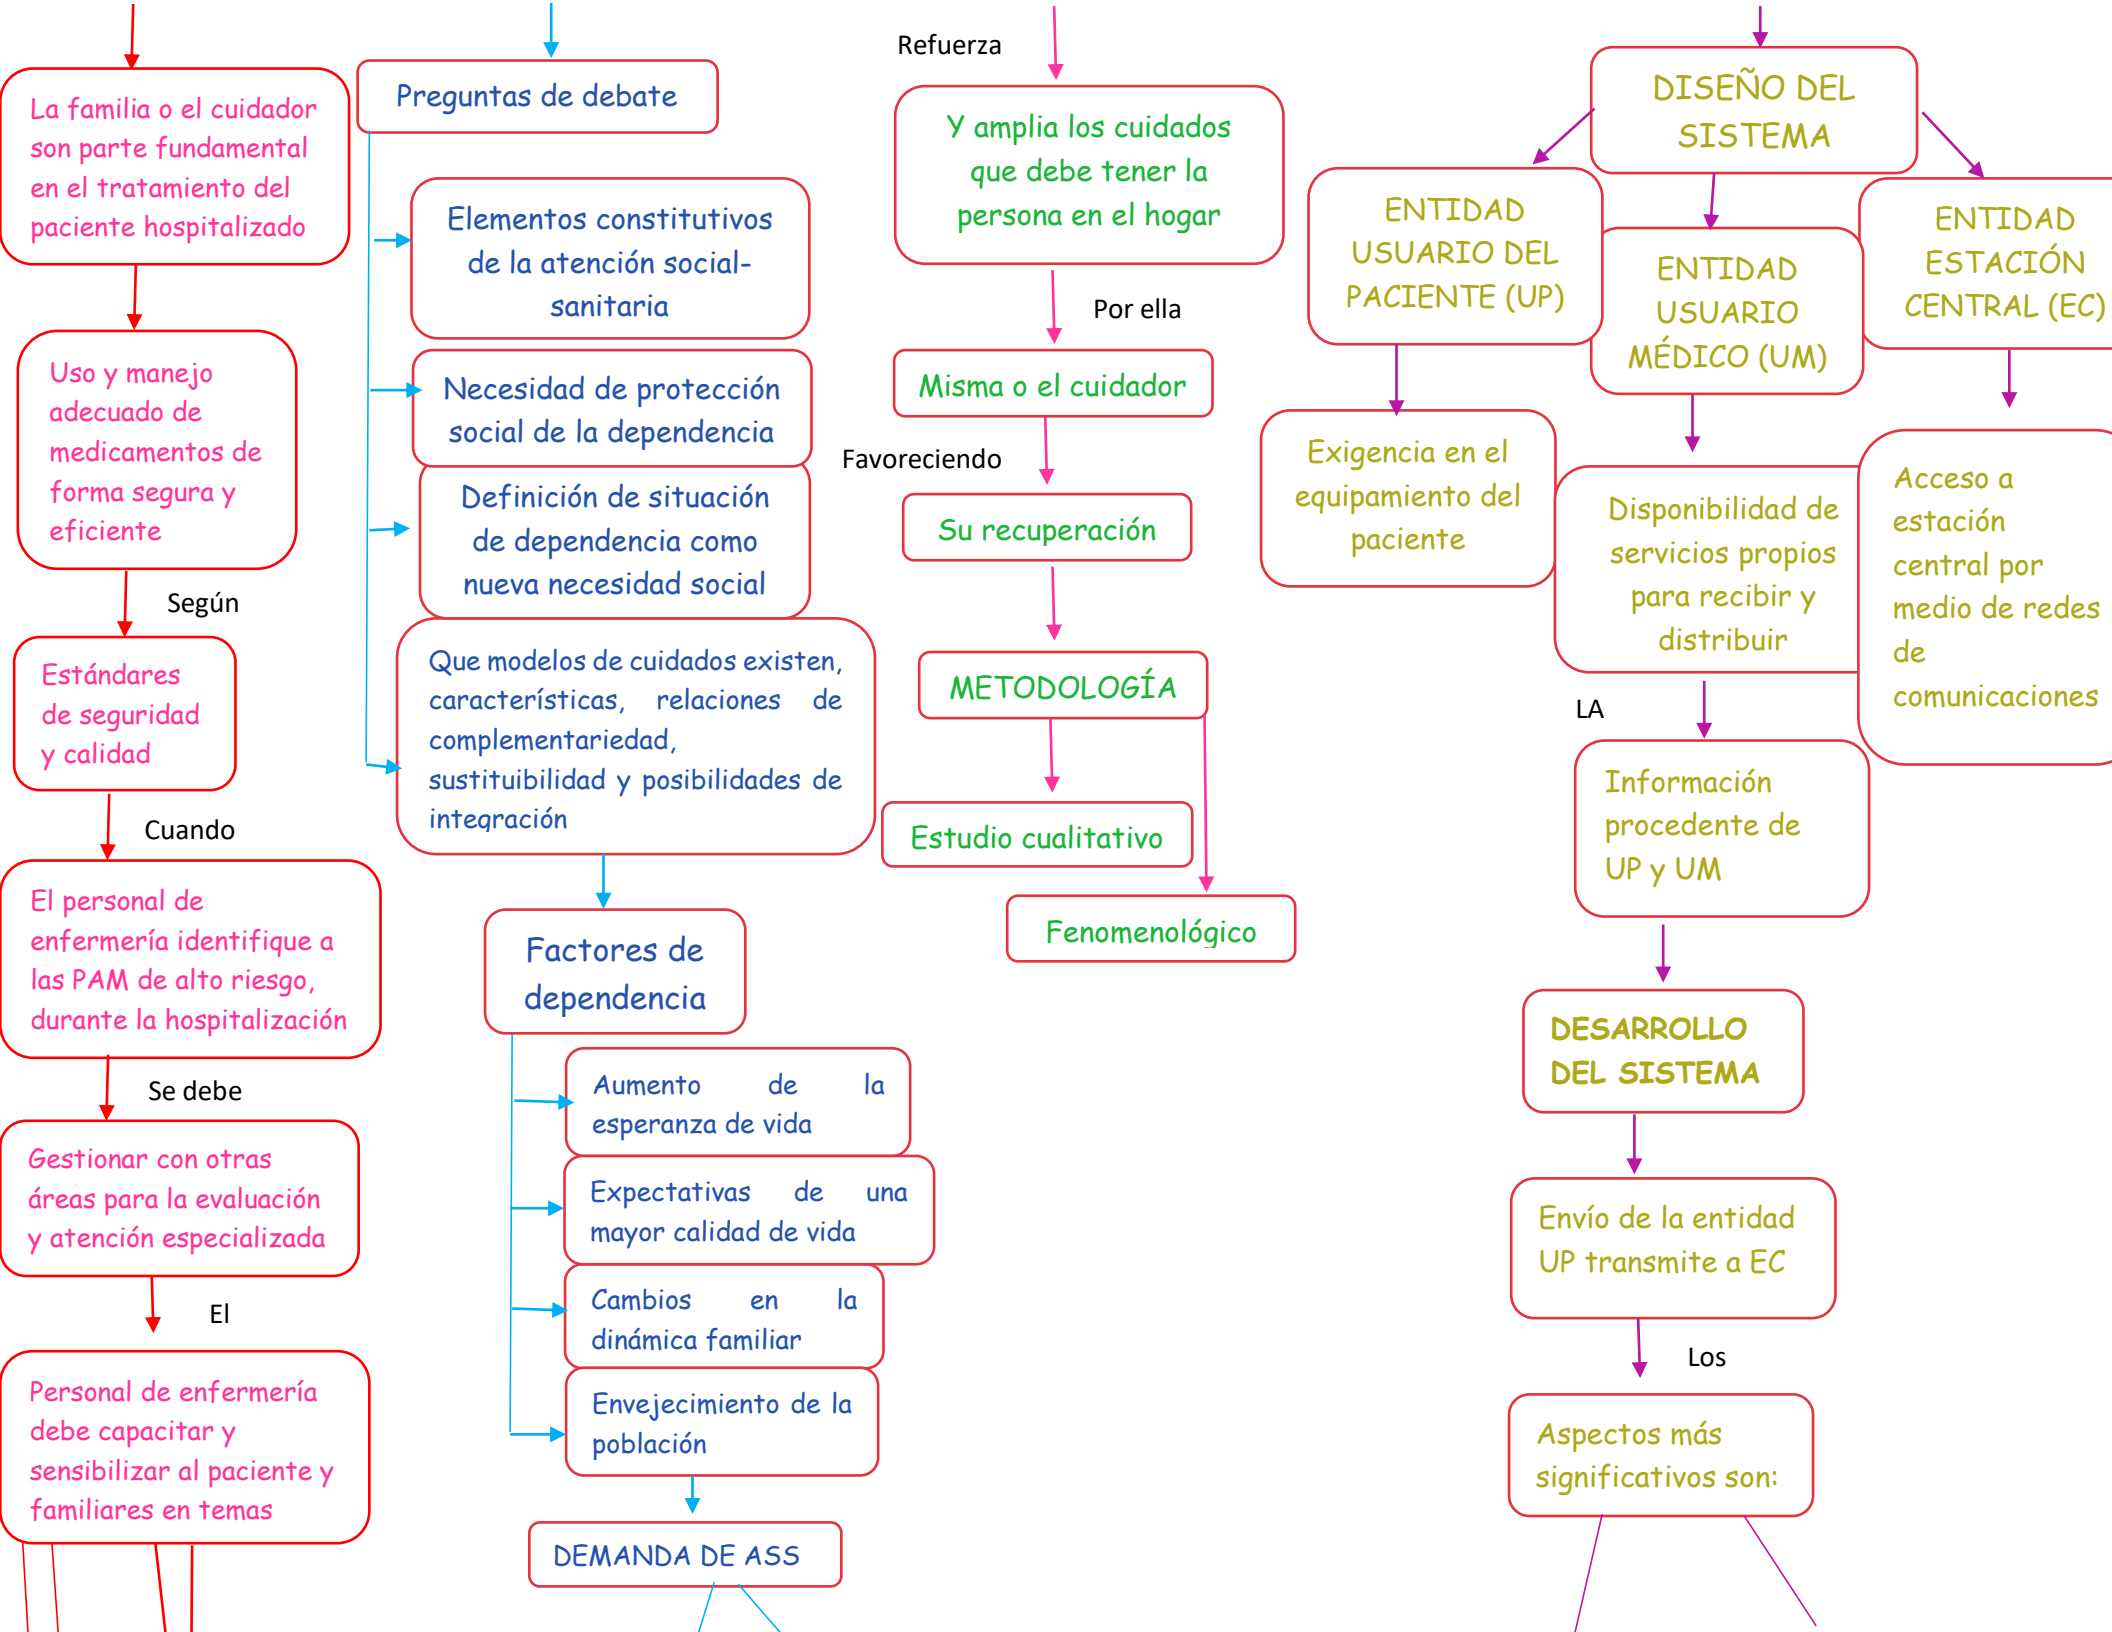 La familia o el cuidador
son parte fundamental
en el tratamiento del
paciente hospitalizado
Uso y manejo
adecuado de
medicamentos de
forma segura y
eficiente
Según
Estándares
de seguridad
y calidad
Cuando
El personal de
enfermería identifique a
las PAM de alto riesgo,
durante la hospitalización
Se debe
Gestionar con otras
áreas para la evaluación
y atención especializada
El
Personal de enfermería
debe capacitar y
sensibilizar al paciente y
familiares en temas
Preguntas de debate
Elementos constitutivos
de la atención social-
sanitaria
Necesidad de protección
social de la dependencia
Definición de situación
de dependencia como
nueva necesidad social
Que modelos de cuidados existen,
características, relaciones de
complementariedad,
sustituibilidad y posibilidades de
integración
Factores de
dependencia
Aumento de la
esperanza de vida
Expectativas de una
mayor calidad de vida
Cambios en la
dinámica familiar
Envejecimiento de la
población
DEMANDA DE ASS
Refuerza
Y amplia los cuidados
que debe tener la
persona en el hogar
Por ella
Misma o el cuidador
Favoreciendo
Su recuperación
METODOLOGÍA
Estudio cualitativo
Fenomenológico
DISEÑO DEL
SISTEMA
ENTIDAD
USUARIO DEL
PACIENTE (UP)
ENTIDAD
USUARIO
MÉDICO (UM)
ENTIDAD
ESTACIÓN
CENTRAL (EC)
Exigencia en el
equipamiento del
paciente
Disponibilidad de
servicios propios
para recibir y
distribuir
Acceso a
estación
central por
medio de redes
de
comunicaciones
LA
Información
procedente de
UP y UM
DESARROLLO
DEL SISTEMA
Envío de la entidad
UP transmite a EC
Los
Aspectos más
significativos son: